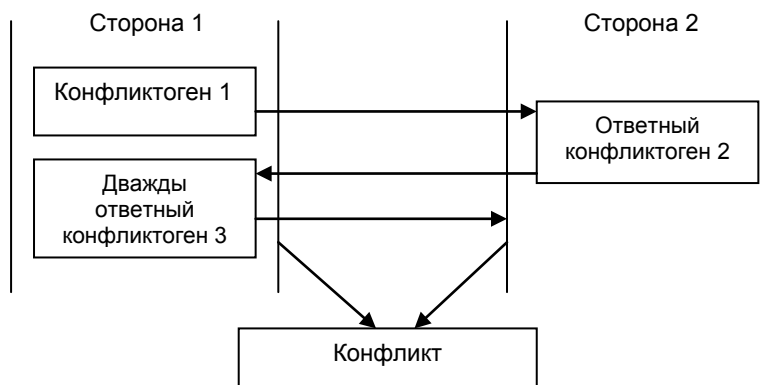 Сторона 1
Сторона 2
Конфликтоген 1
Ответный
конфликтоген 2
Дважды
ответный
конфликтоген 3
Конфликт